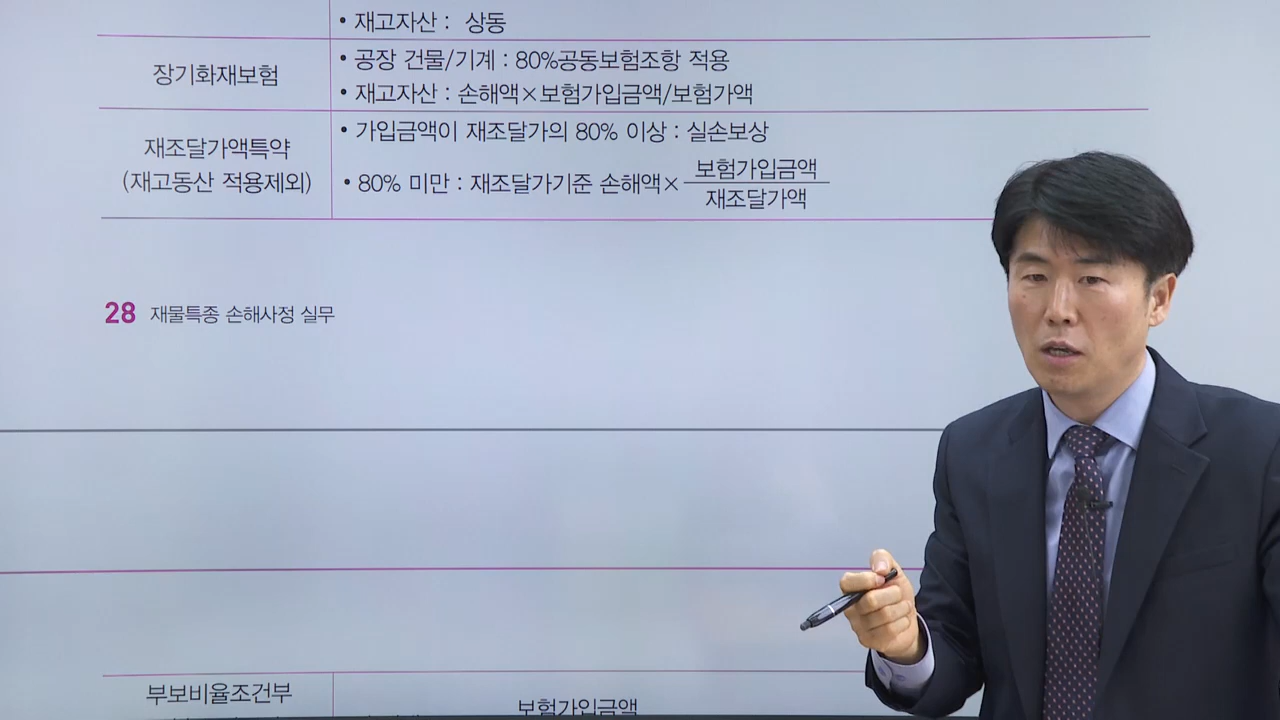 • 재고자산 : 상동
장기화재보험
• 공장 건물/기계 : 80%공동보험조항 적용
• 재고자산 : 손해액×보험가입금액/보험가액
재조달가액특약
(재고동산 적용제외)
• 가입금액이 재조달가의 80% 이상 : 실손보상
• 80% 미만 : 재조달가기준 손해액× 보험가입금액
재조달가액
28 재물특종 손해사정 실무
부보비율조건부
보험가입금액